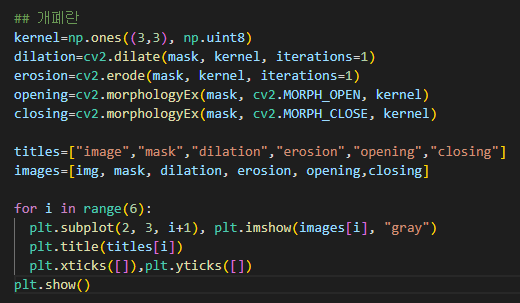 ## 개폐란
kernel=np.ones((3,3), np.uint8)
dilation=cv2.dilate(mask, kernel, iterations=1)
erosion=cv2.erode(mask, kernel, iterations=1)
opening=cv2.morphologyEx(mask, cv2.MORPH_OPEN, kernel)
closing=cv2.morphologyEx(mask, cv2.MORPH_CLOSE, kernel)
titles=["image","mask","dilation","erosion","opening","closing"]
images=[img, mask, dilation, erosion, opening,closing]
for i in range(6):
  plt.subplot(2, 3, i+1), plt.imshow(images[i], "gray")
  plt.title(titles[i])
  plt.xticks([]),plt.yticks([])
plt.show()